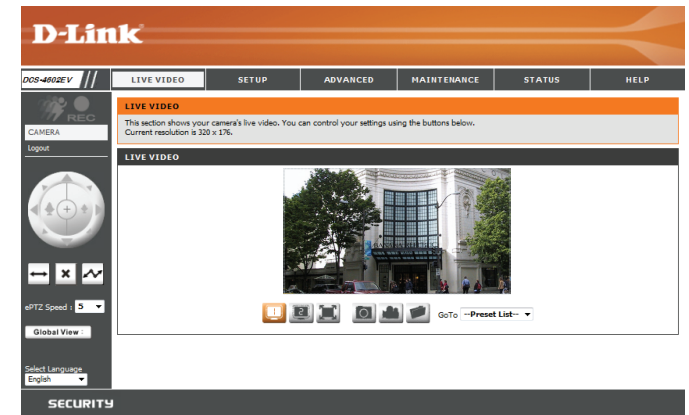 D-Link
DCS-4602EV
LIVE VIDEO SETUP ADVANCED MAINTENANCE STATUS HELP
REC
CAMERA
Logout
ePTZ Speed : 5
Global View :
Select Language
English
LIVE VIDEO
This section shows your camera's live video. You can control your settings using the buttons below.
Current resolution is 320 x 176.
LIVE VIDEO
1 2 GoTo --Preset List--
SECURITY